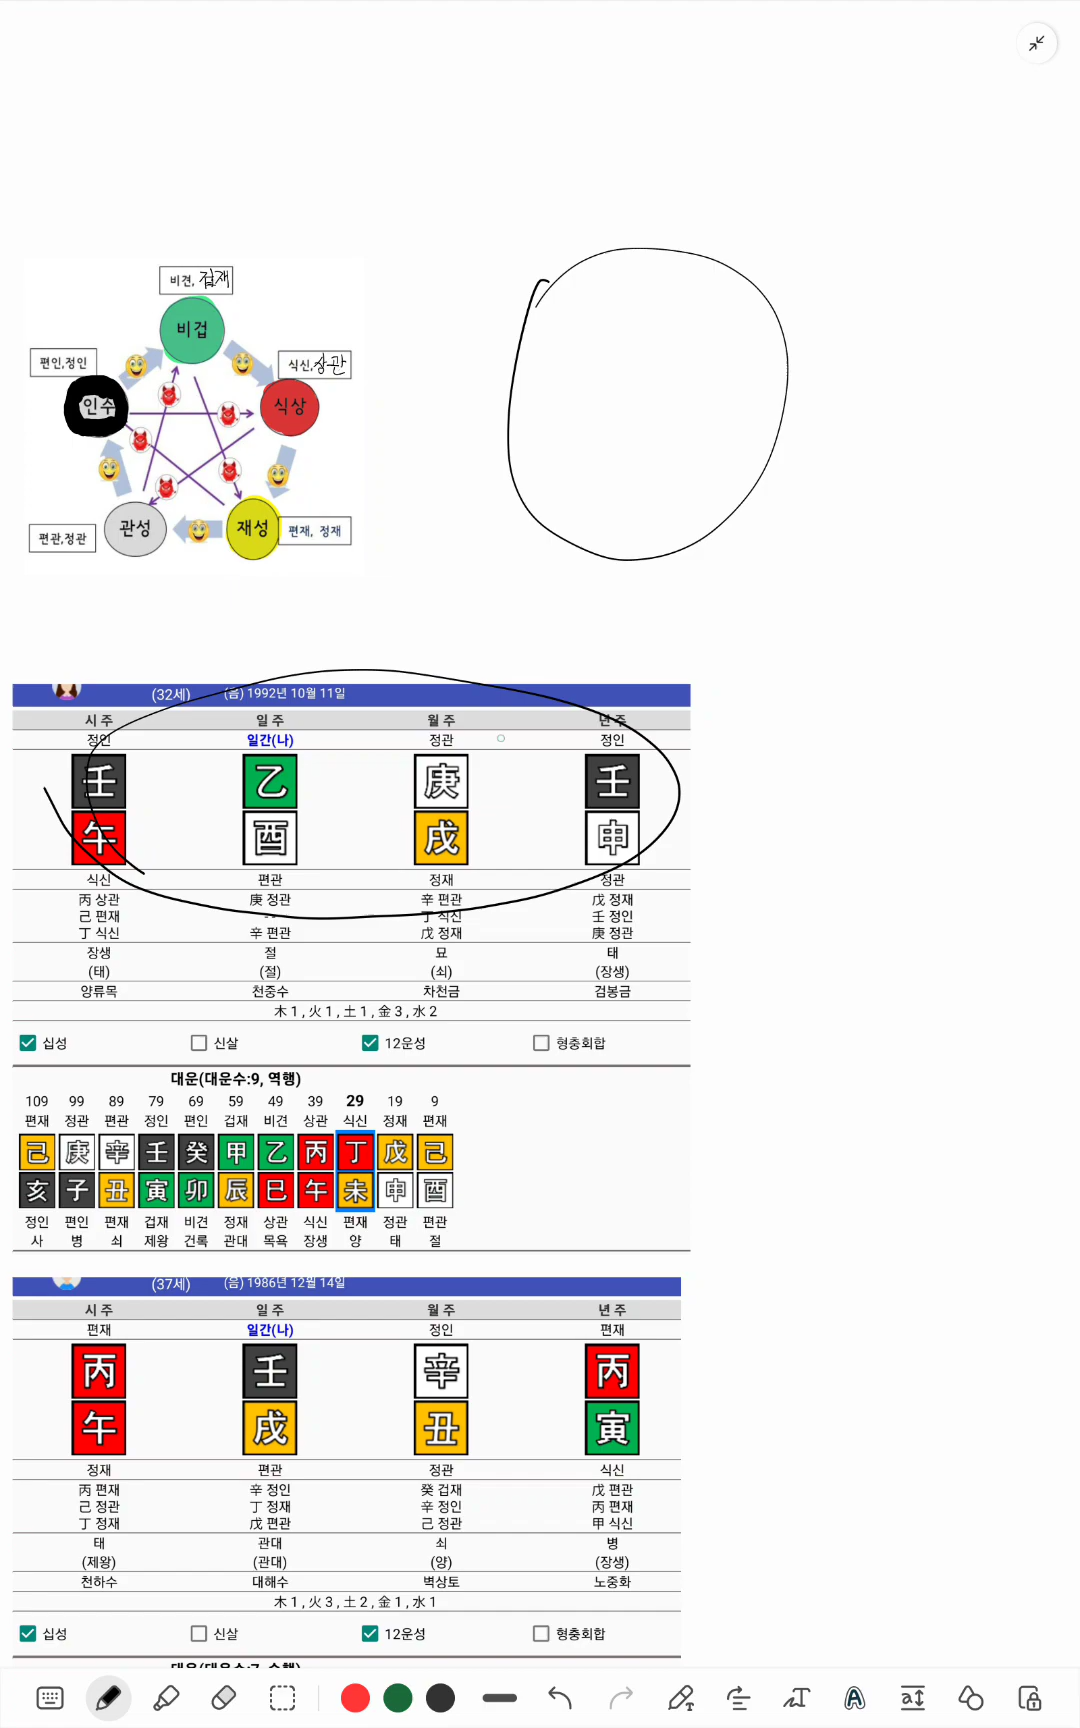 비견, 겁재
비겁
편인,정인
식신,상관
인수
식상
관성
재성
편관,정관
편재, 정재
(32세) (음) 1992년 10월 11일
시 주 일 주 월 주 년 주
정인 일간(나) 정관 정인
壬 乙 庚 壬
午 酉 戌 申
식신 편관 정재 정관
丙 상관 庚 정관 辛 편관 戊 정재
己 편재 - - 丁 식신 壬 정인
丁 식신 辛 편관 戊 정재 庚 정관
장생 절 묘 태
(태) (절) (쇠) (장생)
양류목 천중수 차천금 검봉금
木 1 , 火 1 , 土 1 , 金 3 , 水 2
십성 신살 12운성 형충회합
대운(대운수:9, 역행)
109 99 89 79 69 59 49 39 29 19 9
편재 정관 편관 정인 편인 겁재 비견 상관 식신 정재 편재
己 庚 辛 壬 癸 甲 乙 丙 丁 戊 己
亥 子 丑 寅 卯 辰 巳 午 未 申 酉
정인 편인 편재 겁재 비견 정재 상관 식신 편재 정관 편관
사 병 쇠 제왕 건록 관대 목욕 장생 양 태 절
(37세) (음) 1986년 12월 14일
시 주 일 주 월 주 년 주
편재 일간(나) 정인 편재
丙 壬 辛 丙
午 戌 丑 寅
정재 편관 정관 식신
丙 편재 辛 정인 癸 겁재 戊 편관
己 정관 丁 정재 辛 정인 丙 편재
丁 정재 戊 편관 己 정관 甲 식신
태 관대 쇠 병
(제왕) (관대) (양) (장생)
천하수 대해수 벽상토 노중화
木 1 , 火 3 , 土 2 , 金 1 , 水 1
십성 신살 12운성 형충회합